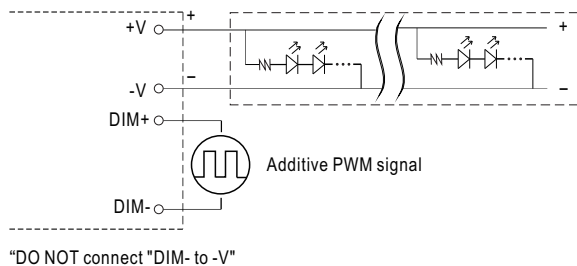 +
+V
+
–
-V
–
DIM+
Additive PWM signal
DIM-
“DO NOT connect "DIM- to -V"